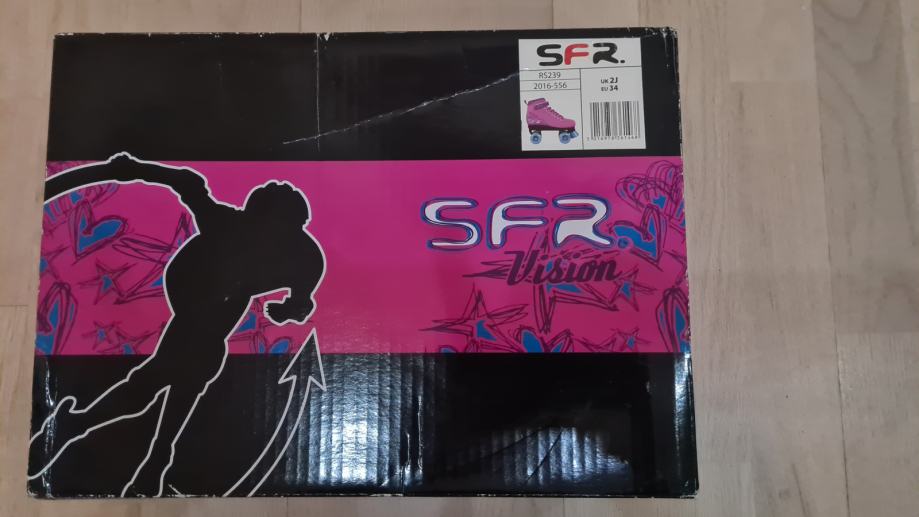 SFR.
RS239
2016-556
UK 2J
EU 34
SFR.
Vision